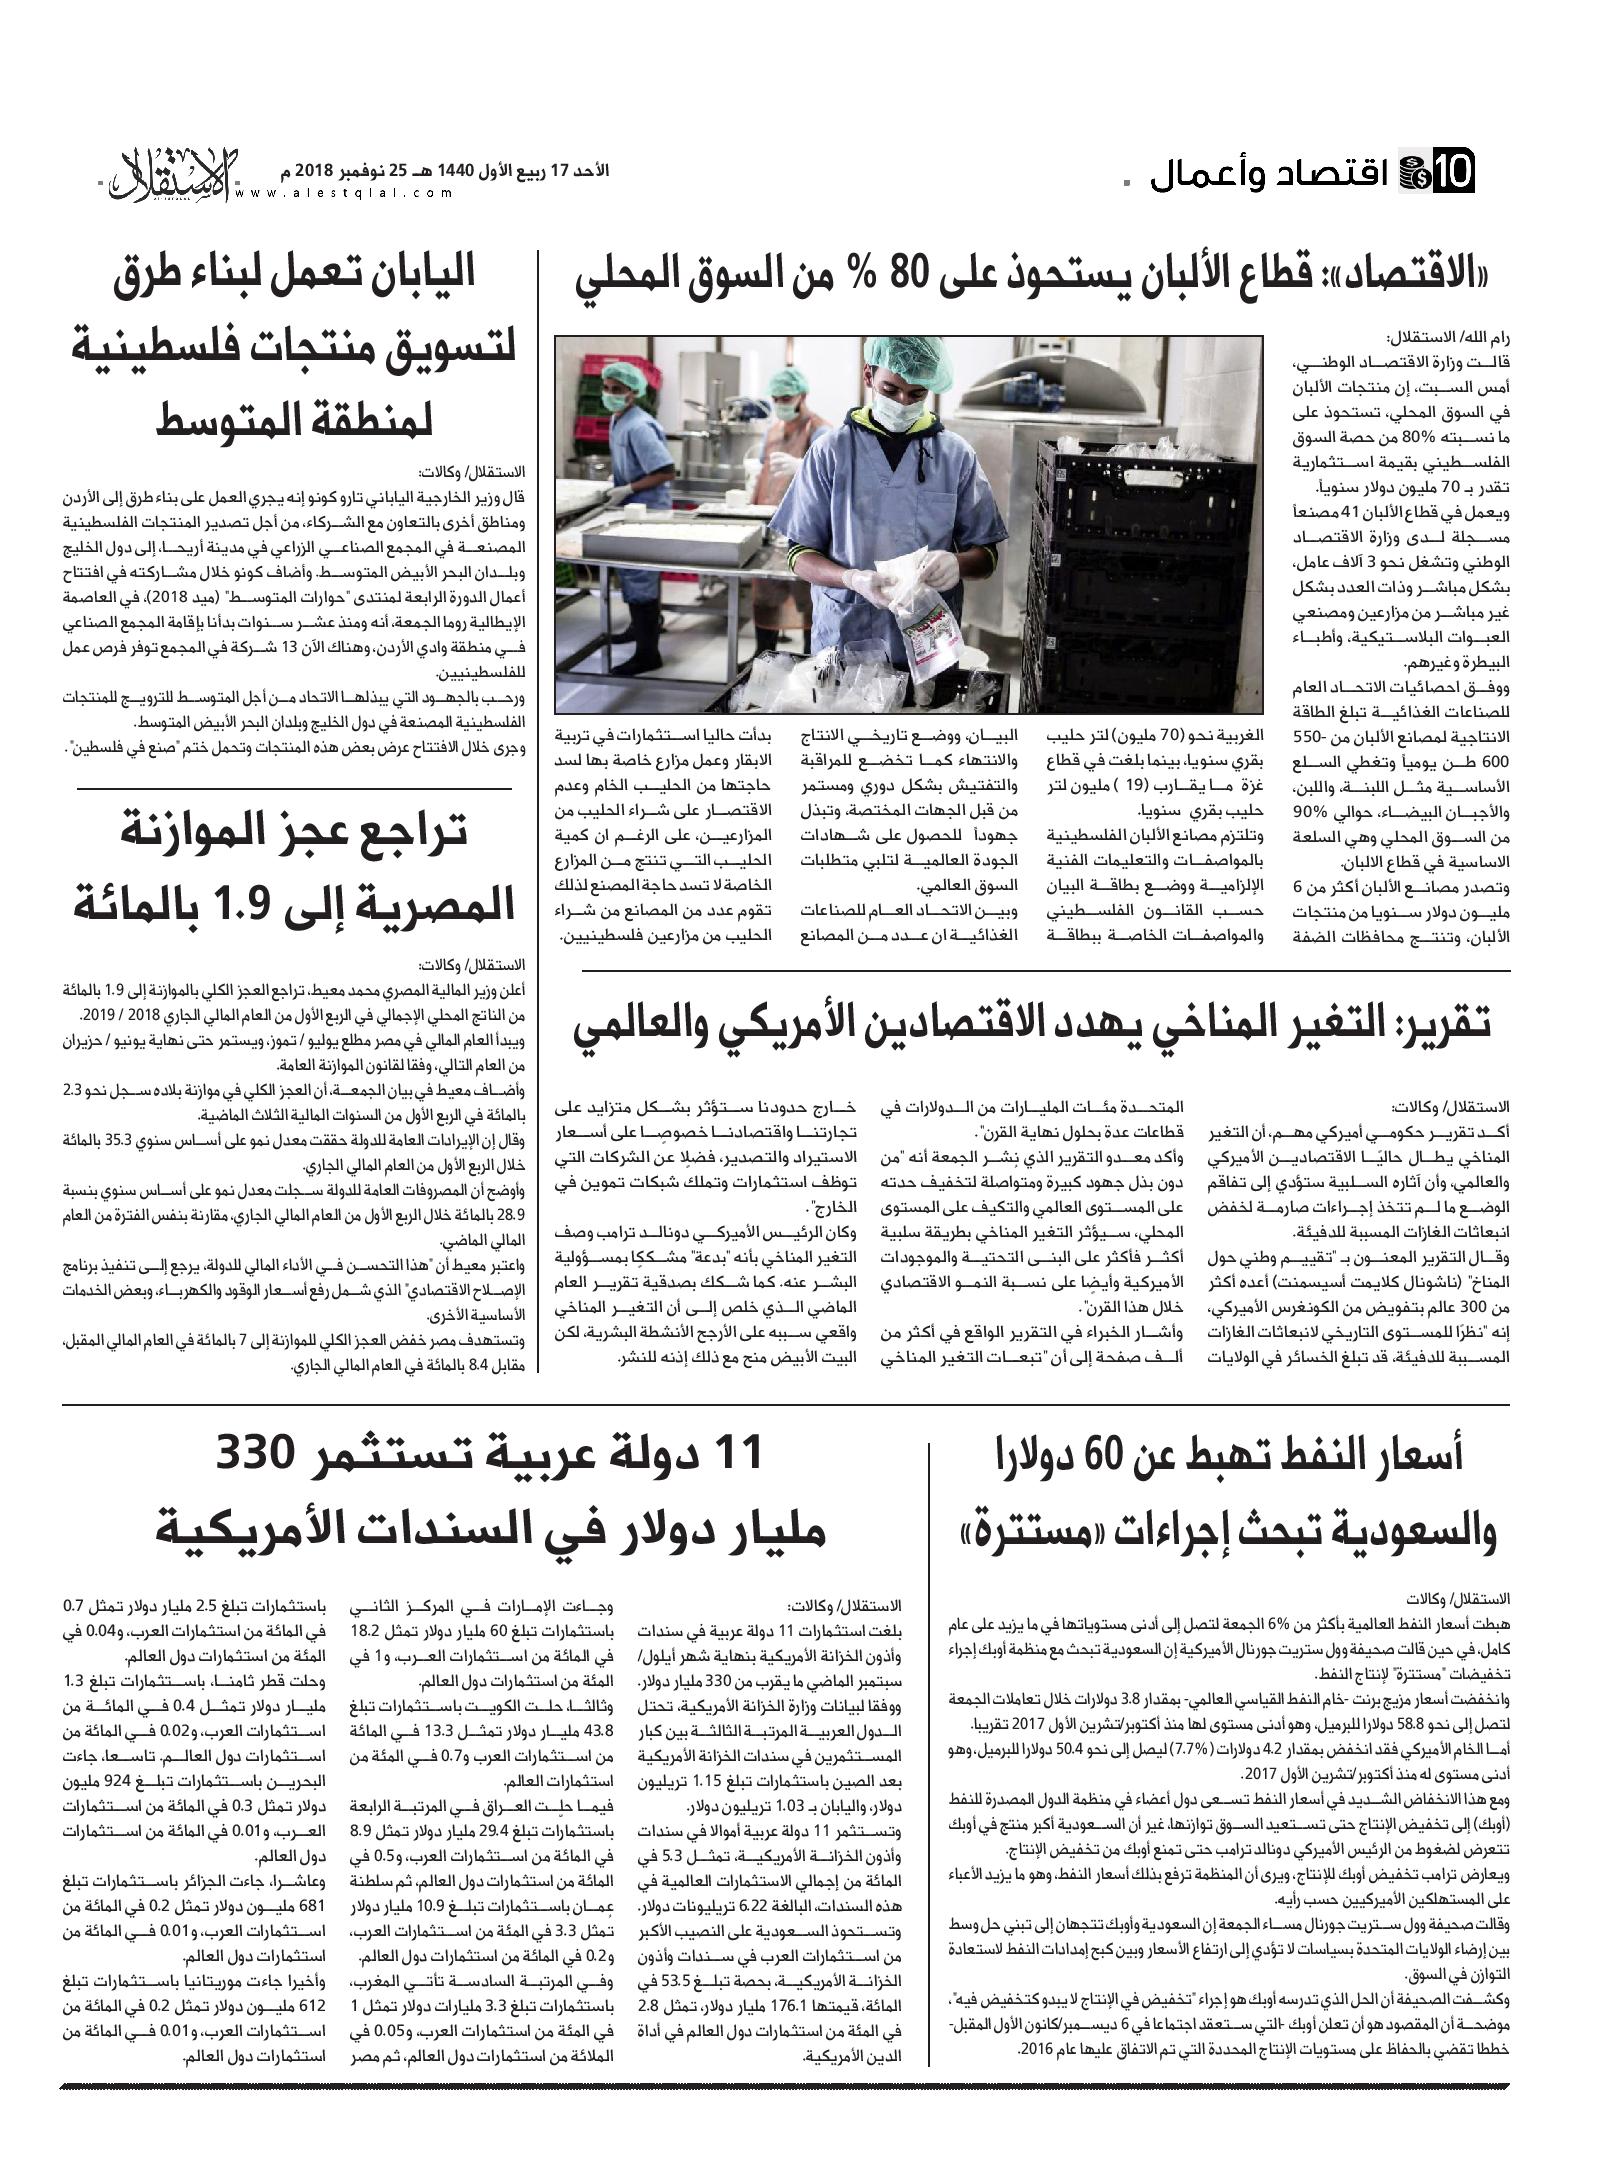 10 اقتصاد وأعمال
الأحد 17 ربيع الأول 1440 هـ 25 نوفمبر 2018 م
الاستقلال
www.alestqlal.com
«الاقتصاد»: قطاع الألبان يستحوذ على 80 % من السوق المحلي
رام الله/ الاستقلال:
قالت وزارة الاقتصاد الوطني،
أمس السبت، إن منتجات الألبان
في السوق المحلي، تستحوذ على
ما نسبته 80% من حصة السوق
الفلسطيني بقيمة استثمارية
تقدر بـ 70 مليون دولار سنوياً.
ويعمل في قطاع الألبان 41 مصنعاً
مسجلة لدى وزارة الاقتصاد
الوطني وتشغل نحو 3 آلاف عامل،
بشكل مباشر وذات العدد بشكل
غير مباشر من مزارعين ومصنعي
العبوات البلاستيكية، وأطباء
البيطرة وغيرهم.
ووفق احصائيات الاتحاد العام
للصناعات الغذائية تبلغ الطاقة
الانتاجية لمصانع الألبان من -550
600 طن يومياً وتغطي السلع
الأساسية مثل اللبنة، واللبن،
والأجبان البيضاء، حوالي 90%
من السوق المحلي وهي السلعة
الاساسية في قطاع الالبان.
وتصدر مصانع الألبان أكثر من 6
مليون دولار سنويا من منتجات
الألبان، وتنتج محافظات الضفة
الغربية نحو (70 مليون) لتر حليب
بقري سنويا، بينما بلغت في قطاع
غزة ما يقارب (19 ) مليون لتر
حليب بقري سنويا.
وتلتزم مصانع الألبان الفلسطينية
بالمواصفات والتعليمات الفنية
الإلزامية ووضع بطاقة البيان
حسب القانون الفلسطيني
والمواصفات الخاصة ببطاقة
البيان، ووضع تاريخي الانتاج
والانتهاء كما تخضع للمراقبة
والتفتيش بشكل دوري ومستمر
من قبل الجهات المختصة، وتبذل
جهوداً للحصول على شهادات
الجودة العالمية لتلبي متطلبات
السوق العالمي.
وبين الاتحاد العام للصناعات
الغذائية ان عدد من المصانع
بدأت حاليا استثمارات في تربية
الابقار وعمل مزارع خاصة بها لسد
حاجتها من الحليب الخام وعدم
الاقتصار على شراء الحليب من
المزارعين، على الرغم ان كمية
الحليب التي تنتج من المزارع
الخاصة لا تسد حاجة المصنع لذلك
تقوم عدد من المصانع من شراء
الحليب من مزارعين فلسطينيين.
اليابان تعمل لبناء طرق
لتسويق منتجات فلسطينية
لمنطقة المتوسط
الاستقلال/ وكالات:
قال وزير الخارجية الياباني تارو كونو إنه يجري العمل على بناء طرق إلى الأردن
ومناطق أخرى بالتعاون مع الشركاء، من أجل تصدير المنتجات الفلسطينية
المصنعة في المجمع الصناعي الزراعي في مدينة أريحا، إلى دول الخليج
وبلدان البحر الأبيض المتوسط. وأضاف كونو خلال مشاركته في افتتاح
أعمال الدورة الرابعة لمنتدى "حوارات المتوسط" (ميد 2018)، في العاصمة
الإيطالية روما الجمعة، أنه ومنذ عشر سنوات بدأنا بإقامة المجمع الصناعي
في منطقة وادي الأردن، وهناك الآن 13 شركة في المجمع توفر فرص عمل
للفلسطينيين.
ورحب بالجهود التي يبذلها الاتحاد من أجل المتوسط للترويج للمنتجات
الفلسطينية المصنعة في دول الخليج وبلدان البحر الأبيض المتوسط.
وجرى خلال الافتتاح عرض بعض هذه المنتجات وتحمل ختم "صنع في فلسطين".
تراجع عجز الموازنة
المصرية إلى 1.9 بالمائة
الاستقلال/ وكالات:
أعلن وزير المالية المصري محمد معيط، تراجع العجز الكلي بالموازنة إلى 1.9 بالمائة
من الناتج المحلي الإجمالي في الربع الأول من العام المالي الجاري 2018 / 2019.
ويبدأ العام المالي في مصر مطلع يوليو / تموز، ويستمر حتى نهاية يونيو / حزيران
من العام التالي، وفقا لقانون الموازنة العامة.
وأضاف معيط في بيان الجمعة، أن العجز الكلي في موازنة بلاده سجل نحو 2.3
بالمائة في الربع الأول من السنوات المالية الثلاث الماضية.
وقال إن الإيرادات العامة للدولة حققت معدل نمو على أساس سنوي 35.3 بالمائة
خلال الربع الأول من العام المالي الجاري.
وأوضح أن المصروفات العامة للدولة سجلت معدل نمو على أساس سنوي بنسبة
28.9 بالمائة خلال الربع الأول من العام المالي الجاري، مقارنة بنفس الفترة من العام
المالي الماضي.
واعتبر معيط أن "هذا التحسن في الأداء المالي للدولة، يرجع إلى تنفيذ برنامج
الإصلاح الاقتصادي" الذي شمل رفع أسعار الوقود والكهرباء، وبعض الخدمات
الأساسية الأخرى.
وتستهدف مصر خفض العجز الكلي للموازنة إلى 7 بالمائة في العام المالي المقبل،
مقابل 8.4 بالمائة في العام المالي الجاري.
تقرير: التغير المناخي يهدد الاقتصادين الأمريكي والعالمي
الاستقلال/ وكالات:
أكد تقرير حكومي أميركي مهم، أن التغير
المناخي يطال حاليًا الاقتصادين الأميركي
والعالمي، وأن آثاره السلبية ستؤدي إلى تفاقم
الوضع ما لم تتخذ إجراءات صارمة لخفض
انبعاثات الغازات المسببة للدفيئة.
وقال التقرير المعنون بـ "تقييم وطني حول
المناخ" (ناشونال كلايمت أسيسمنت) أعده أكثر
من 300 عالم بتفويض من الكونغرس الأميركي،
إنه "نظرًا للمستوى التاريخي لانبعاثات الغازات
المسببة للدفيئة، قد تبلغ الخسائر في الولايات
المتحدة مئات المليارات من الدولارات في
قطاعات عدة بحلول نهاية القرن".
وأكد معدو التقرير الذي نشر الجمعة أنه "من
دون بذل جهود كبيرة ومتواصلة لتخفيف حدته
على المستوى العالمي والتكيف على المستوى
المحلي، سيؤثر التغير المناخي بطريقة سلبية
أكثر فأكثر على البنى التحتية والموجودات
الأميركية وأيضا على نسبة النمو الاقتصادي
خلال هذا القرن".
وأشار الخبراء في التقرير الواقع في أكثر من
ألف صفحة إلى أن "تبعات التغير المناخي
خارج حدودنا ستؤثر بشكل متزايد على
تجارتنا واقتصادنا خصوصا على أسعار
الاستيراد والتصدير، فضلا عن الشركات التي
توظف استثمارات وتملك شبكات تموين في
الخارج".
وكان الرئيس الأميركي دونالد ترامب وصف
التغير المناخي بأنه "بدعة" مشككا بمسؤولية
البشر عنه. كما شكك بصدقية تقرير العام
الماضي الذي خلص إلى أن التغير المناخي
واقعي سببه على الأرجح الأنشطة البشرية، لكن
البيت الأبيض منح مع ذلك إذنه للنشر.
أسعار النفط تهبط عن 60 دولارا
والسعودية تبحث إجراءات «مستترة»
الاستقلال/ وكالات
هبطت أسعار النفط العالمية بأكثر من 6% الجمعة لتصل إلى أدنى مستوياتها في ما يزيد على عام
كامل، في حين قالت صحيفة وول ستريت جورنال الأميركية إن السعودية تبحث مع منظمة أوبك إجراء
تخفيضات "مستترة" لإنتاج النفط.
وانخفضت أسعار مزيج برنت -خام النفط القياسي العالمي- بمقدار 3.8 دولارات خلال تعاملات الجمعة
لتصل إلى نحو 58.8 دولارا للبرميل، وهو أدنى مستوى لها منذ أكتوبر/تشرين الأول 2017 تقريبا.
أما الخام الأميركي فقد انخفض بمقدار 4.2 دولارات (7.7%) ليصل إلى نحو 50.4 دولارا للبرميل، وهو
أدنى مستوى له منذ أكتوبر/تشرين الأول 2017.
ومع هذا الانخفاض الشديد في أسعار النفط تسعى دول أعضاء في منظمة الدول المصدرة للنفط
(أوبك) إلى تخفيض الإنتاج حتى تستعيد السوق توازنها، غير أن السعودية أكبر منتج في أوبك
تتعرض لضغوط من الرئيس الأميركي دونالد ترامب حتى تمنع أوبك من تخفيض الإنتاج.
ويعارض ترامب تخفيض أوبك للإنتاج، ويرى أن المنظمة ترفع بذلك أسعار النفط، وهو ما يزيد الأعباء
على المستهلكين الأميركيين حسب رأيه.
وقالت صحيفة وول ستريت جورنال مساء الجمعة إن السعودية وأوبك تتجهان إلى تبني حل وسط
بين إرضاء الولايات المتحدة بسياسات لا تؤدي إلى ارتفاع الأسعار وبين كبح إمدادات النفط لاستعادة
التوازن في السوق.
وكشفت الصحيفة أن الحل الذي تدرسه أوبك هو إجراء "تخفيض في الإنتاج لا يبدو كتخفيض فيه"،
موضحة أن المقصود هو أن تعلن أوبك -التي ستعقد اجتماعا في 6 ديسمبر/كانون الأول المقبل-
خططا تقضي بالحفاظ على مستويات الإنتاج المحددة التي تم الاتفاق عليها عام 2016.
11 دولة عربية تستثمر 330
مليار دولار في السندات الأمريكية
الاستقلال/ وكالات:
بلغت استثمارات 11 دولة عربية في سندات
وأذون الخزانة الأمريكية بنهاية شهر أيلول/
سبتمبر الماضي ما يقرب من 330 مليار دولار.
ووفقا لبيانات وزارة الخزانة الأمريكية، تحتل
الدول العربية المرتبة الثالثة بين كبار
المستثمرين في سندات الخزانة الأمريكية
بعد الصين باستثمارات تبلغ 1.15 تريليون
دولار، واليابان بـ 1.03 تريليون دولار.
وتستثمر 11 دولة عربية أموالا في سندات
وأذون الخزانة الأمريكية، تمثل 5.3 في
المائة من إجمالي الاستثمارات العالمية في
هذه السندات، البالغة 6.22 تريليونات دولار.
وتستحوذ السعودية على النصيب الأكبر
من استثمارات العرب في سندات وأذون
الخزانة الأمريكية، بحصة تبلغ 53.5 في
المائة، قيمتها 176.1 مليار دولار، تمثل 2.8
في المئة من استثمارات دول العالم في أداة
الدين الأمريكية.
وجاءت الإمارات في المركز الثاني
باستثمارات تبلغ 60 مليار دولار تمثل 18.2
في المائة من استثمارات العرب، و1 في
المئة من استثمارات دول العالم.
وثالثا، حلت الكويت باستثمارات تبلغ
43.8 مليار دولار تمثل 13.3 في المائة
من استثمارات العرب و0.7 في المئة من
استثمارات العالم.
فيما حلت العراق في المرتبة الرابعة
باستثمارات تبلغ 29.4 مليار دولار تمثل 8.9
في المائة من استثمارات العرب، و0.5 في
المائة من استثمارات دول العالم، ثم سلطنة
عمان باستثمارات تبلغ 10.9 مليار دولار
تمثل 3.3 في المئة من استثمارات العرب،
و0.2 في المائة من استثمارات دول العالم.
وفي المرتبة السادسة تأتي المغرب،
باستثمارات تبلغ 3.3 مليارات دولار تمثل 1
في المئة من استثمارات العرب، و0.05 في
الملائة من استثمارات دول العالم، ثم مصر
باستثمارات تبلغ 2.5 مليار دولار تمثل 0.7
في المائة من استثمارات العرب، و0.04 في
المئة من استثمارات دول العالم.
وحلت قطر ثامنا، باستثمارات تبلغ 1.3
مليار دولار تمثل 0.4 في المائة من
استثمارات العرب، و0.02 في المائة من
استثمارات دول العالم. تاسعا، جاءت
البحرين باستثمارات تبلغ 924 مليون
دولار تمثل 0.3 في المائة من استثمارات
العرب، و0.01 في المائة من استثمارات
دول العالم.
وعاشرا، جاءت الجزائر باستثمارات تبلغ
681 مليون دولار تمثل 0.2 في المائة من
استثمارات العرب، و0.01 في المائة من
استثمارات دول العالم.
وأخيرا جاءت موريتانيا باستثمارات تبلغ
612 مليون دولار تمثل 0.2 في المائة من
استثمارات العرب، و0.01 في المائة من
استثمارات دول العالم.